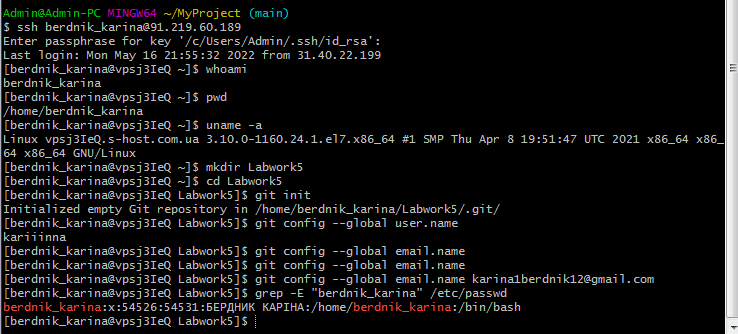 Admin@Admin-PC MINGW64 ~/MyProject (main)
$ ssh berdnik_karina@91.219.60.189
Enter passphrase for key '/c/Users/Admin/.ssh/id_rsa':
Last login: Mon May 16 21:55:32 2022 from 31.40.22.199
[berdnik_karina@vpsj3IeQ ~]$ whoami
berdnik_karina
[berdnik_karina@vpsj3IeQ ~]$ pwd
/home/berdnik_karina
[berdnik_karina@vpsj3IeQ ~]$ uname -a
Linux vpsj3IeQ.s-host.com.ua 3.10.0-1160.24.1.el7.x86_64 #1 SMP Thu Apr 8 19:51:47 UTC 2021 x86_64 x86_
64 x86_64 GNU/Linux
[berdnik_karina@vpsj3IeQ ~]$ mkdir Labwork5
[berdnik_karina@vpsj3IeQ ~]$ cd Labwork5
[berdnik_karina@vpsj3IeQ Labwork5]$ git init
Initialized empty Git repository in /home/berdnik_karina/Labwork5/.git/
[berdnik_karina@vpsj3IeQ Labwork5]$ git config --global user.name
kariiinna
[berdnik_karina@vpsj3IeQ Labwork5]$ git config --global email.name
[berdnik_karina@vpsj3IeQ Labwork5]$ git config --global email.name
[berdnik_karina@vpsj3IeQ Labwork5]$ git config --global email.name karina1berdnik12@gmail.com
[berdnik_karina@vpsj3IeQ Labwork5]$ grep -E "berdnik_karina" /etc/passwd
berdnik_karina:x:54526:54531:БЕРДНИК КАРІНА:/home/berdnik_karina:/bin/bash
[berdnik_karina@vpsj3IeQ Labwork5]$